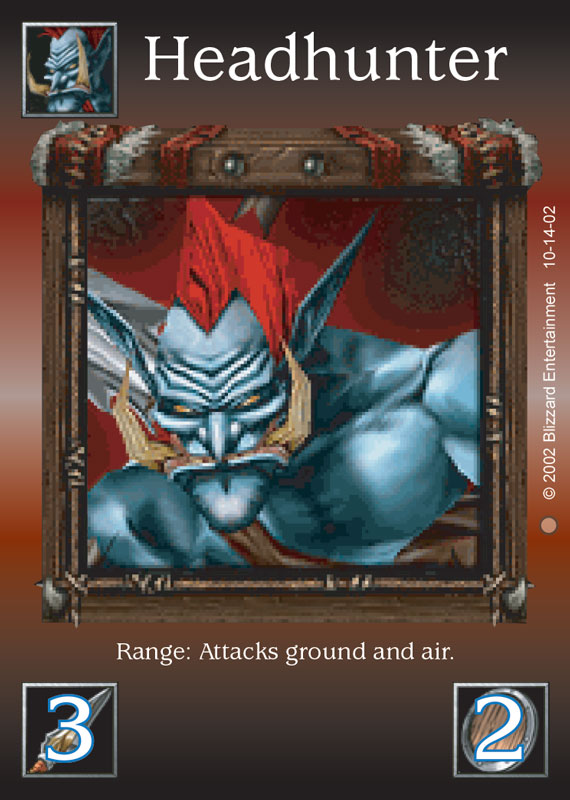 Headhunter
© 2002 Blizzard Entertainment 10-14-02
Range: Attacks ground and air.
3
2